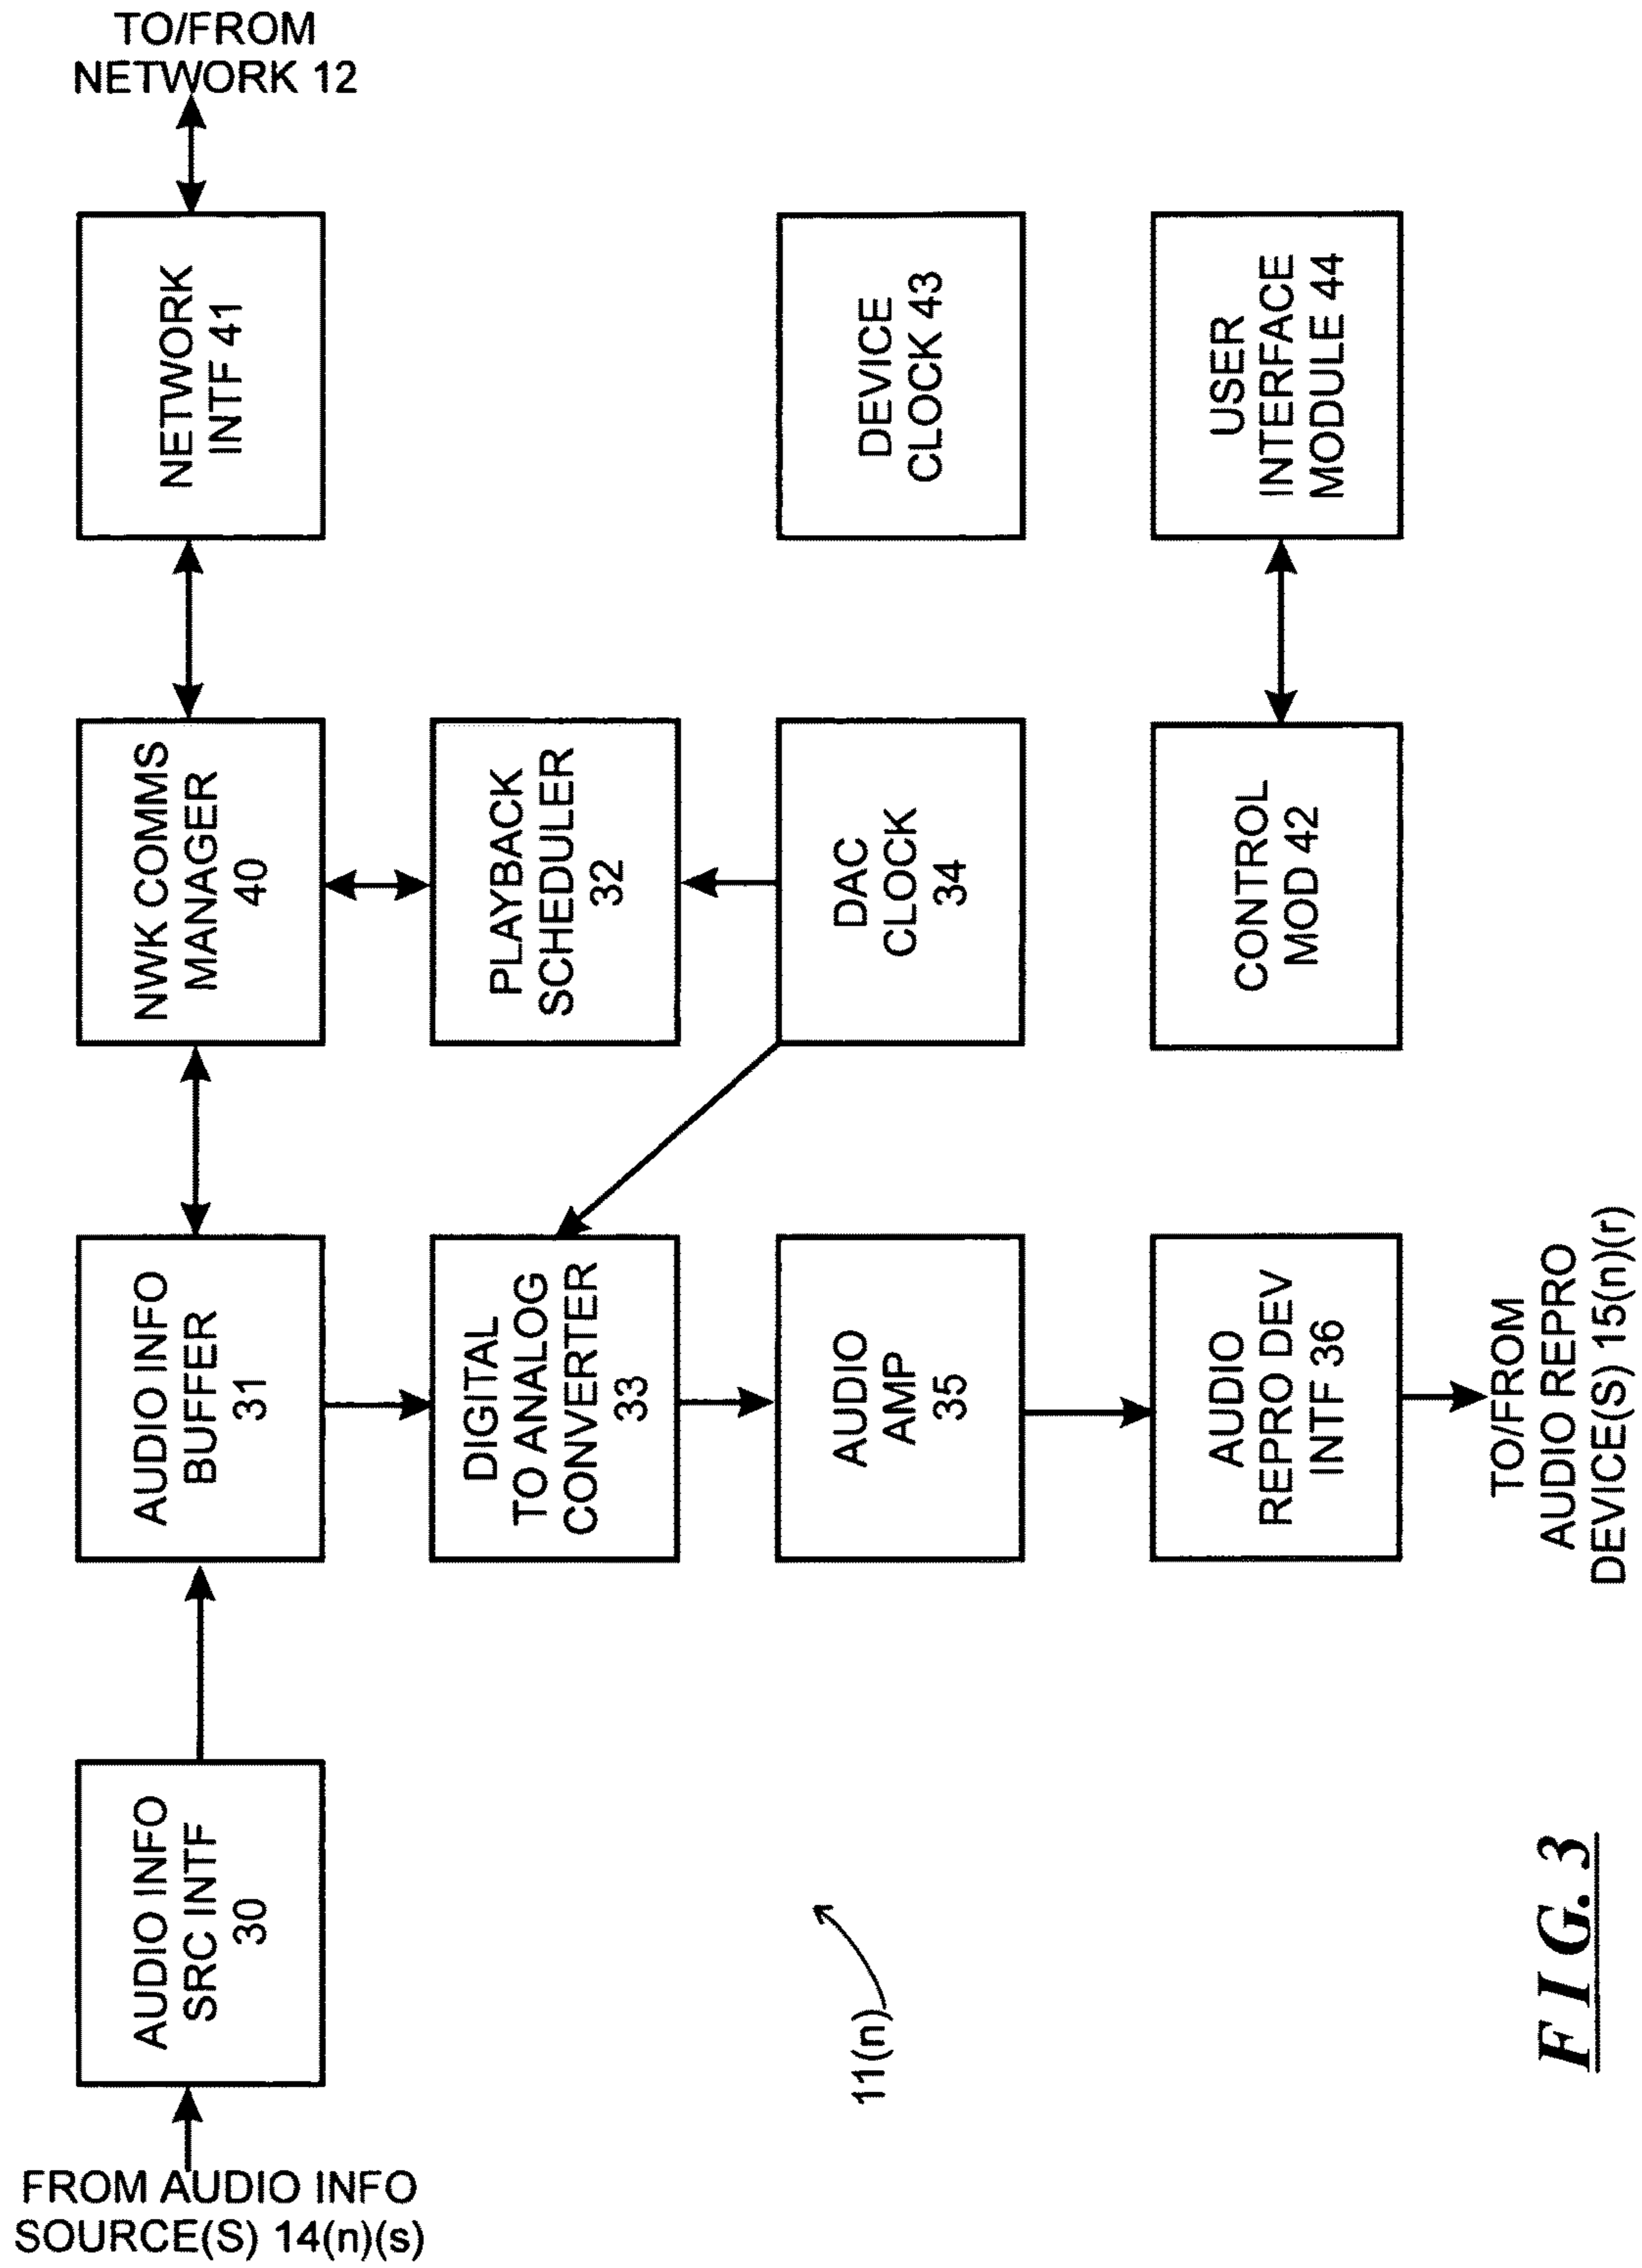 TO/FROM
NETWORK 12
NETWORK
INTF 41
DEVICE
CLOCK 43
USER
INTERFACE
MODULE 44
NWK COMMS
MANAGER
40
PLAYBACK
SCHEDULER
32
DAC
CLOCK
34
CONTROL
MOD 42
AUDIO INFO
BUFFER
31
DIGITAL
TO ANALOG
CONVERTER
33
AUDIO
AMP
35
AUDIO
REPRO DEV
INTF 36
TO/FROM
AUDIO REPRO
DEVICE(S) 15(n)(r)
AUDIO INFO
SRC INTF
30
11(n)
FROM AUDIO INFO
SOURCE(S) 14(n)(s)
F I G. 3